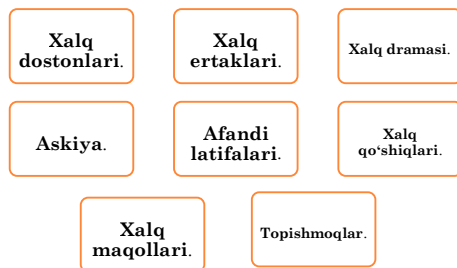 Xalq
dostonlari.
Xalq
ertaklari.
Xalq dramasi.
Askiya.
Afandi
latifalari.
Xalq
qo‘shiqlari.
Xalq
maqollari.
Topishmoqlar.